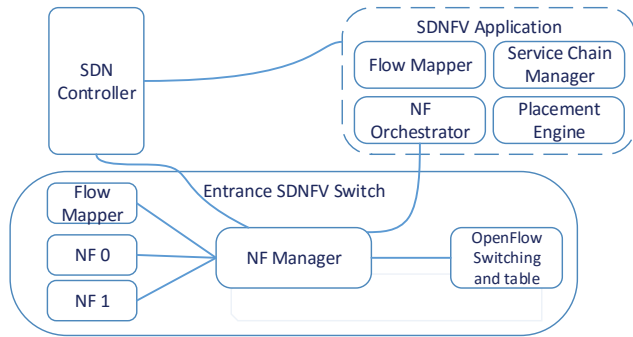 SDNFV Application
SDN
Controller
Flow Mapper
Service Chain
Manager
NF
Orchestrator
Placement
Engine
Entrance SDNFV Switch
Flow
Mapper
NF 0
NF 1
NF Manager
OpenFlow
Switching
and table